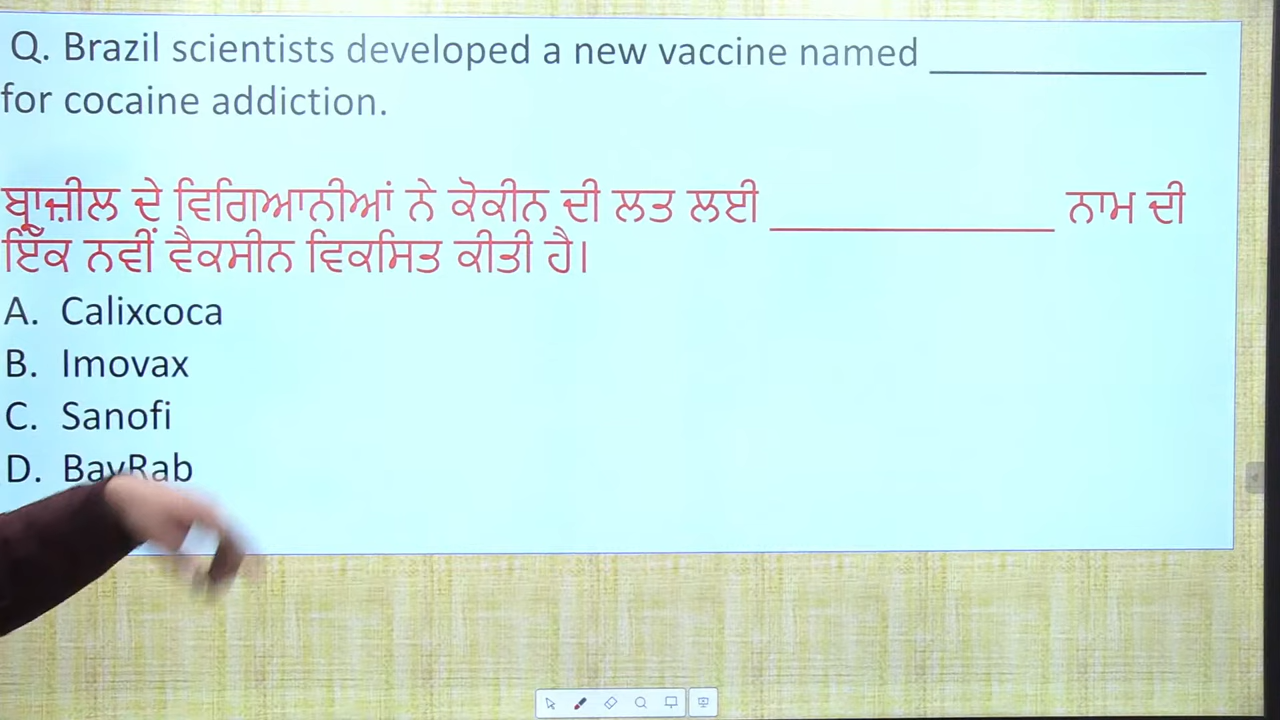 Q. Brazil scientists developed a new vaccine named ____________
for cocaine addiction.
ਬ੍ਰਾਜ਼ੀਲ ਦੇ ਵਿਗਿਆਨੀਆਂ ਨੇ ਕੋਕੀਨ ਦੀ ਲਤ ਲਈ ____________ ਨਾਮ ਦੀ
ਇੱਕ ਨਵੀਂ ਵੈਕਸੀਨ ਵਿਕਸਿਤ ਕੀਤੀ ਹੈ।
A. Calixcoca
B. Imovax
C. Sanofi
D. BayRab